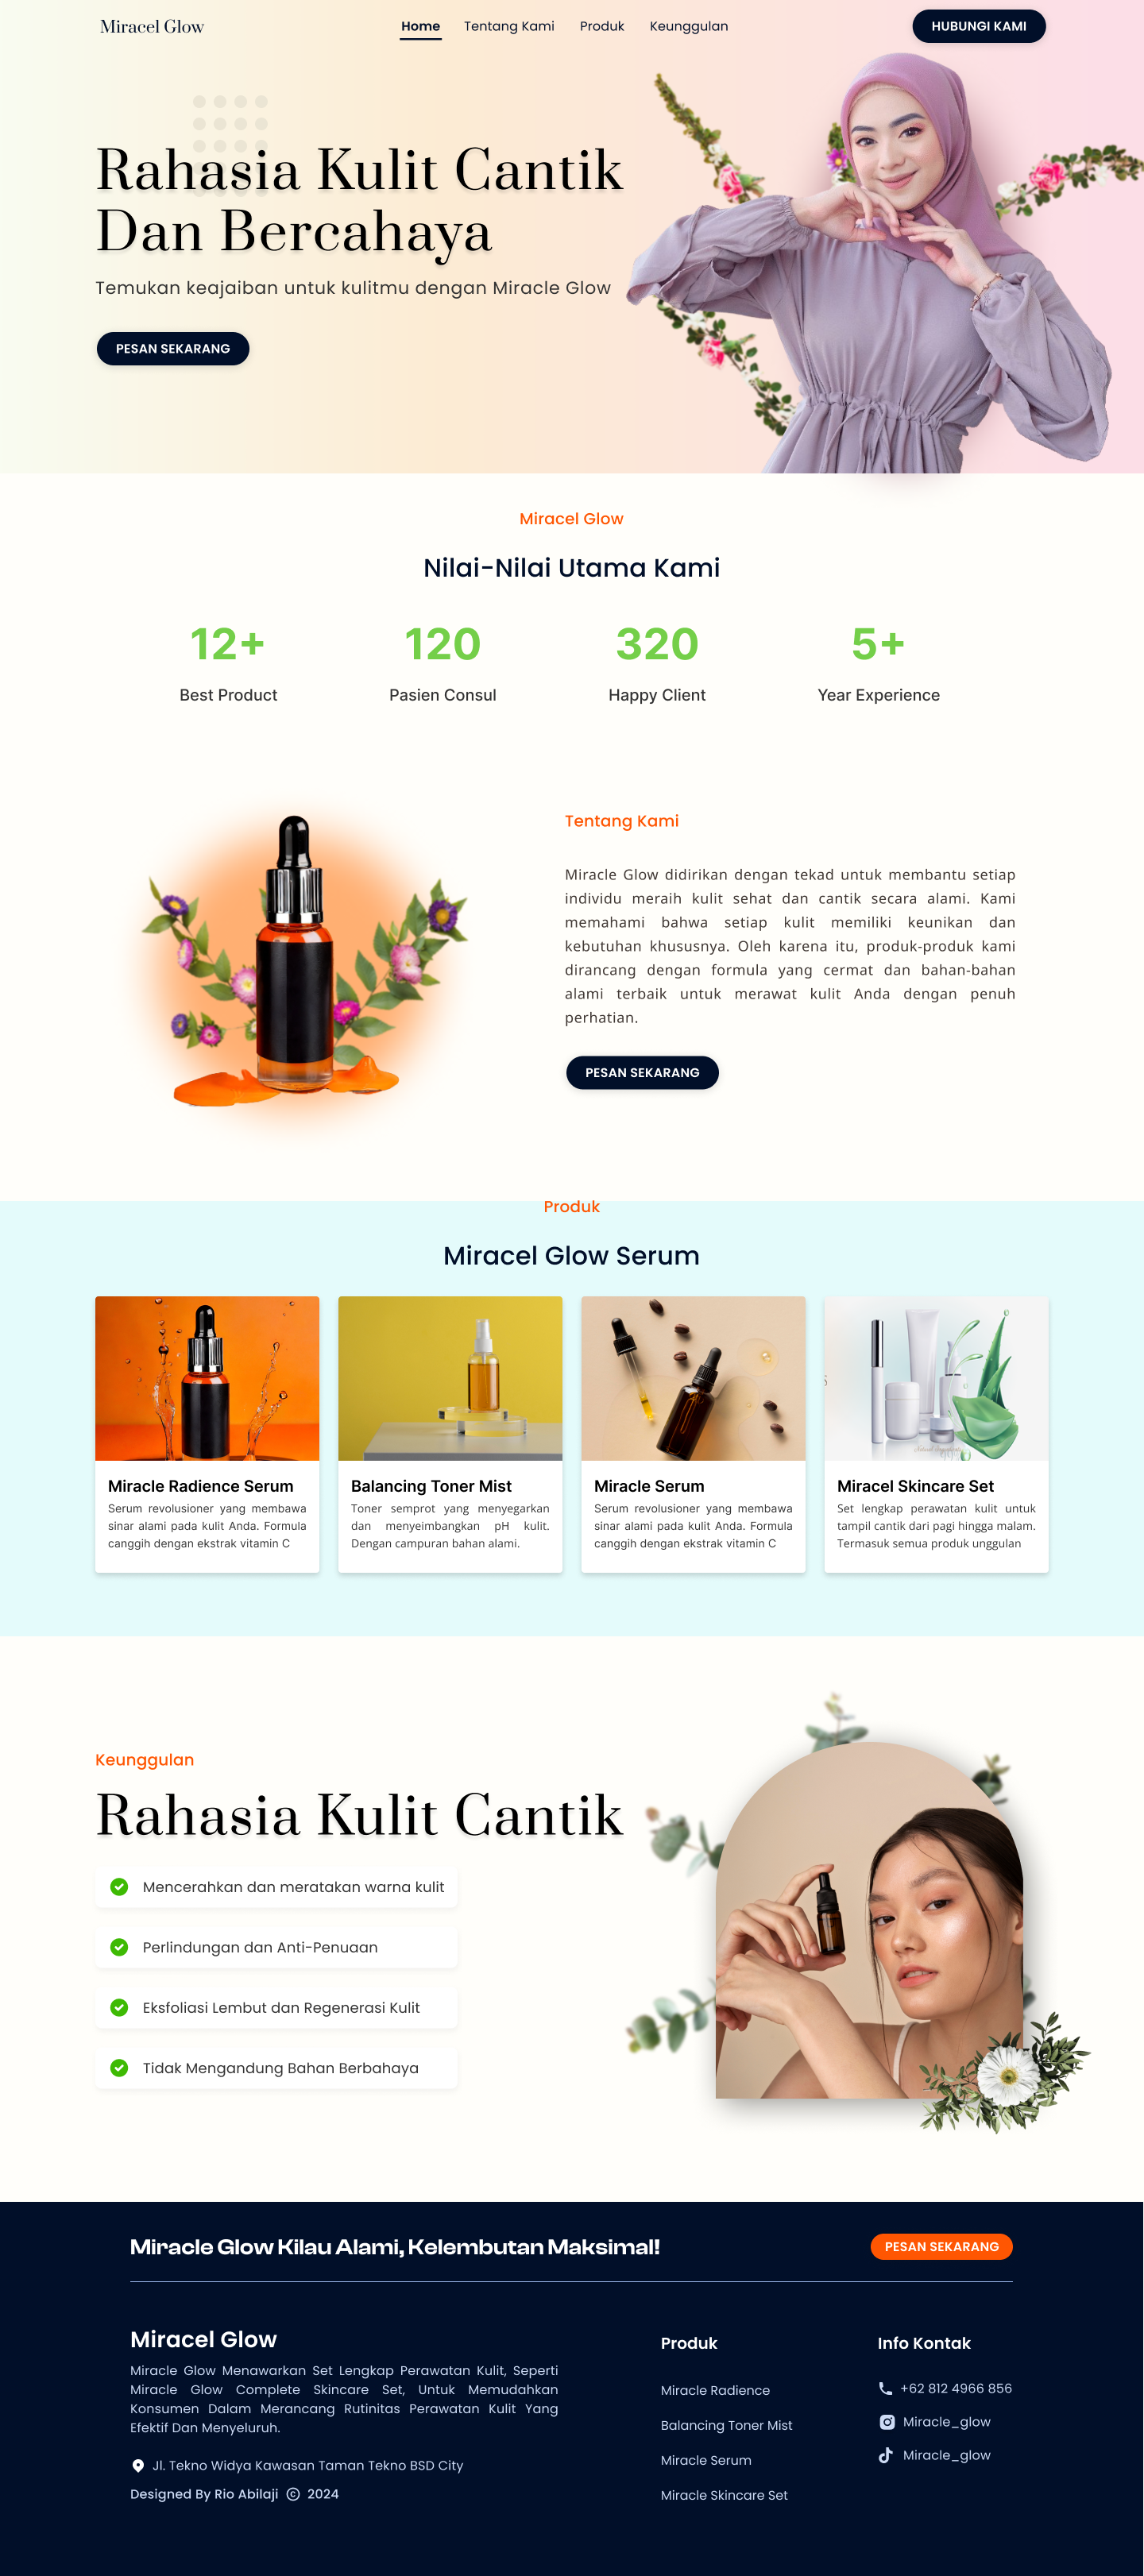 Miracel Glow
Home
Tentang Kami
Produk
Keunggulan
HUBUNGI KAMI
Rahasia Kulit Cantik
Dan Bercahaya
Temukan keajaiban untuk kulitmu dengan Miracle Glow
PESAN SEKARANG
Miracel Glow
Nilai-Nilai Utama Kami
12+
Best Product
120
Pasien Consul
320
Happy Client
5+
Year Experience
Tentang Kami
Miracle Glow didirikan dengan tekad untuk membantu setiap
individu meraih kulit sehat dan cantik secara alami. Kami
memahami bahwa setiap kulit memiliki keunikan dan
kebutuhan khususnya. Oleh karena itu, produk-produk kami
dirancang dengan formula yang cermat dan bahan-bahan
alami terbaik untuk merawat kulit Anda dengan penuh
perhatian.
PESAN SEKARANG
Produk
Miracel Glow Serum
Miracle Radience Serum
Serum revolusioner yang membawa
sinar alami pada kulit Anda. Formula
canggih dengan ekstrak vitamin C
Balancing Toner Mist
Toner semprot yang menyegarkan
dan menyeimbangkan pH kulit.
Dengan campuran bahan alami.
Miracle Serum
Serum revolusioner yang membawa
sinar alami pada kulit Anda. Formula
canggih dengan ekstrak vitamin C
Miracel Skincare Set
Set lengkap perawatan kulit untuk
tampil cantik dari pagi hingga malam.
Termasuk semua produk unggulan
Keunggulan
Rahasia Kulit Cantik
Mencerahkan dan meratakan warna kulit
Perlindungan dan Anti-Penuaan
Eksfoliasi Lembut dan Regenerasi Kulit
Tidak Mengandung Bahan Berbahaya
Miracle Glow Kilau Alami, Kelembutan Maksimal!
PESAN SEKARANG
Miracel Glow
Miracle Glow Menawarkan Set Lengkap Perawatan Kulit, Seperti
Miracle Glow Complete Skincare Set, Untuk Memudahkan
Konsumen Dalam Merancang Rutinitas Perawatan Kulit Yang
Efektif Dan Menyeluruh.
Jl. Tekno Widya Kawasan Taman Tekno BSD City
Designed By Rio Abilaji © 2024
Produk
Miracle Radience
Balancing Toner Mist
Miracle Serum
Miracle Skincare Set
Info Kontak
+62 812 4966 856
Miracle_glow
Miracle_glow